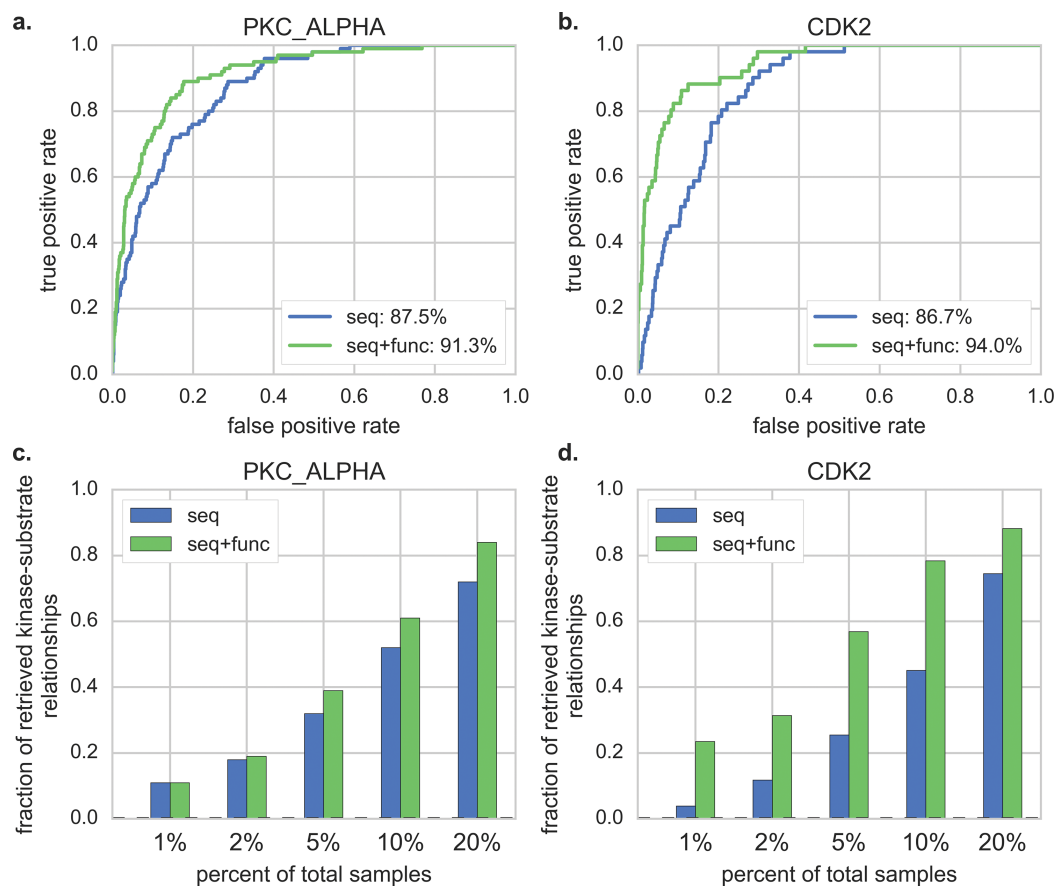 a.
PKC_ALPHA
1.0
0.8
0.6
0.4
0.2
0.0
true positive rate
seq: 87.5%
seq+func: 91.3%
0.0 0.2 0.4 0.6 0.8 1.0
false positive rate
b.
CDK2
1.0
0.8
0.6
0.4
0.2
0.0
true positive rate
seq: 86.7%
seq+func: 94.0%
0.0 0.2 0.4 0.6 0.8 1.0
false positive rate
c.
PKC_ALPHA
1.0
0.8
0.6
0.4
0.2
0.0
fraction of retrieved kinase-substrate
relationships
seq
seq+func
1% 2% 5% 10% 20%
percent of total samples
d.
CDK2
1.0
0.8
0.6
0.4
0.2
0.0
fraction of retrieved kinase-substrate
relationships
seq
seq+func
1% 2% 5% 10% 20%
percent of total samples